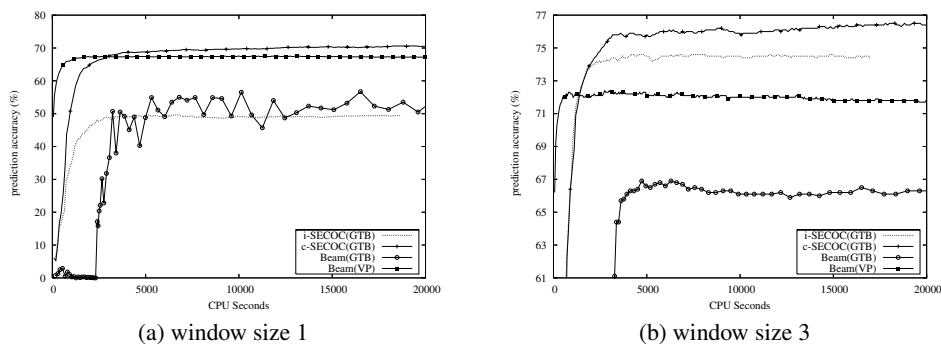 80
70
60
50
40
30
20
10
0
prediction accuracy (%)
0 5000 10000 15000 20000
CPU Seconds
i-SECOC(GTB)
c-SECOC(GTB)
Beam(GTB)
Beam(VP)
(a) window size 1
77
75
73
71
69
67
65
63
61
prediction accuracy (%)
0 5000 10000 15000 20000
CPU Seconds
i-SECOC(GTB)
c-SECOC(GTB)
Beam(GTB)
Beam(VP)
(b) window size 3